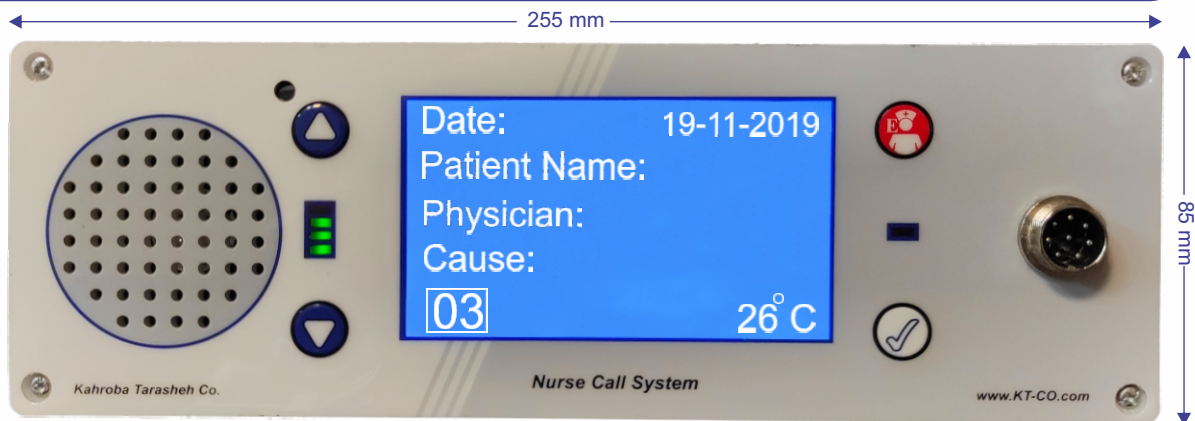 255 mm
Date: 19-11-2019
E
Patient Name:
Physician:
Cause:
03 26°C
85 mm
Kahroba Tarasheh Co.
Nurse Call System
www.KT-CO.com